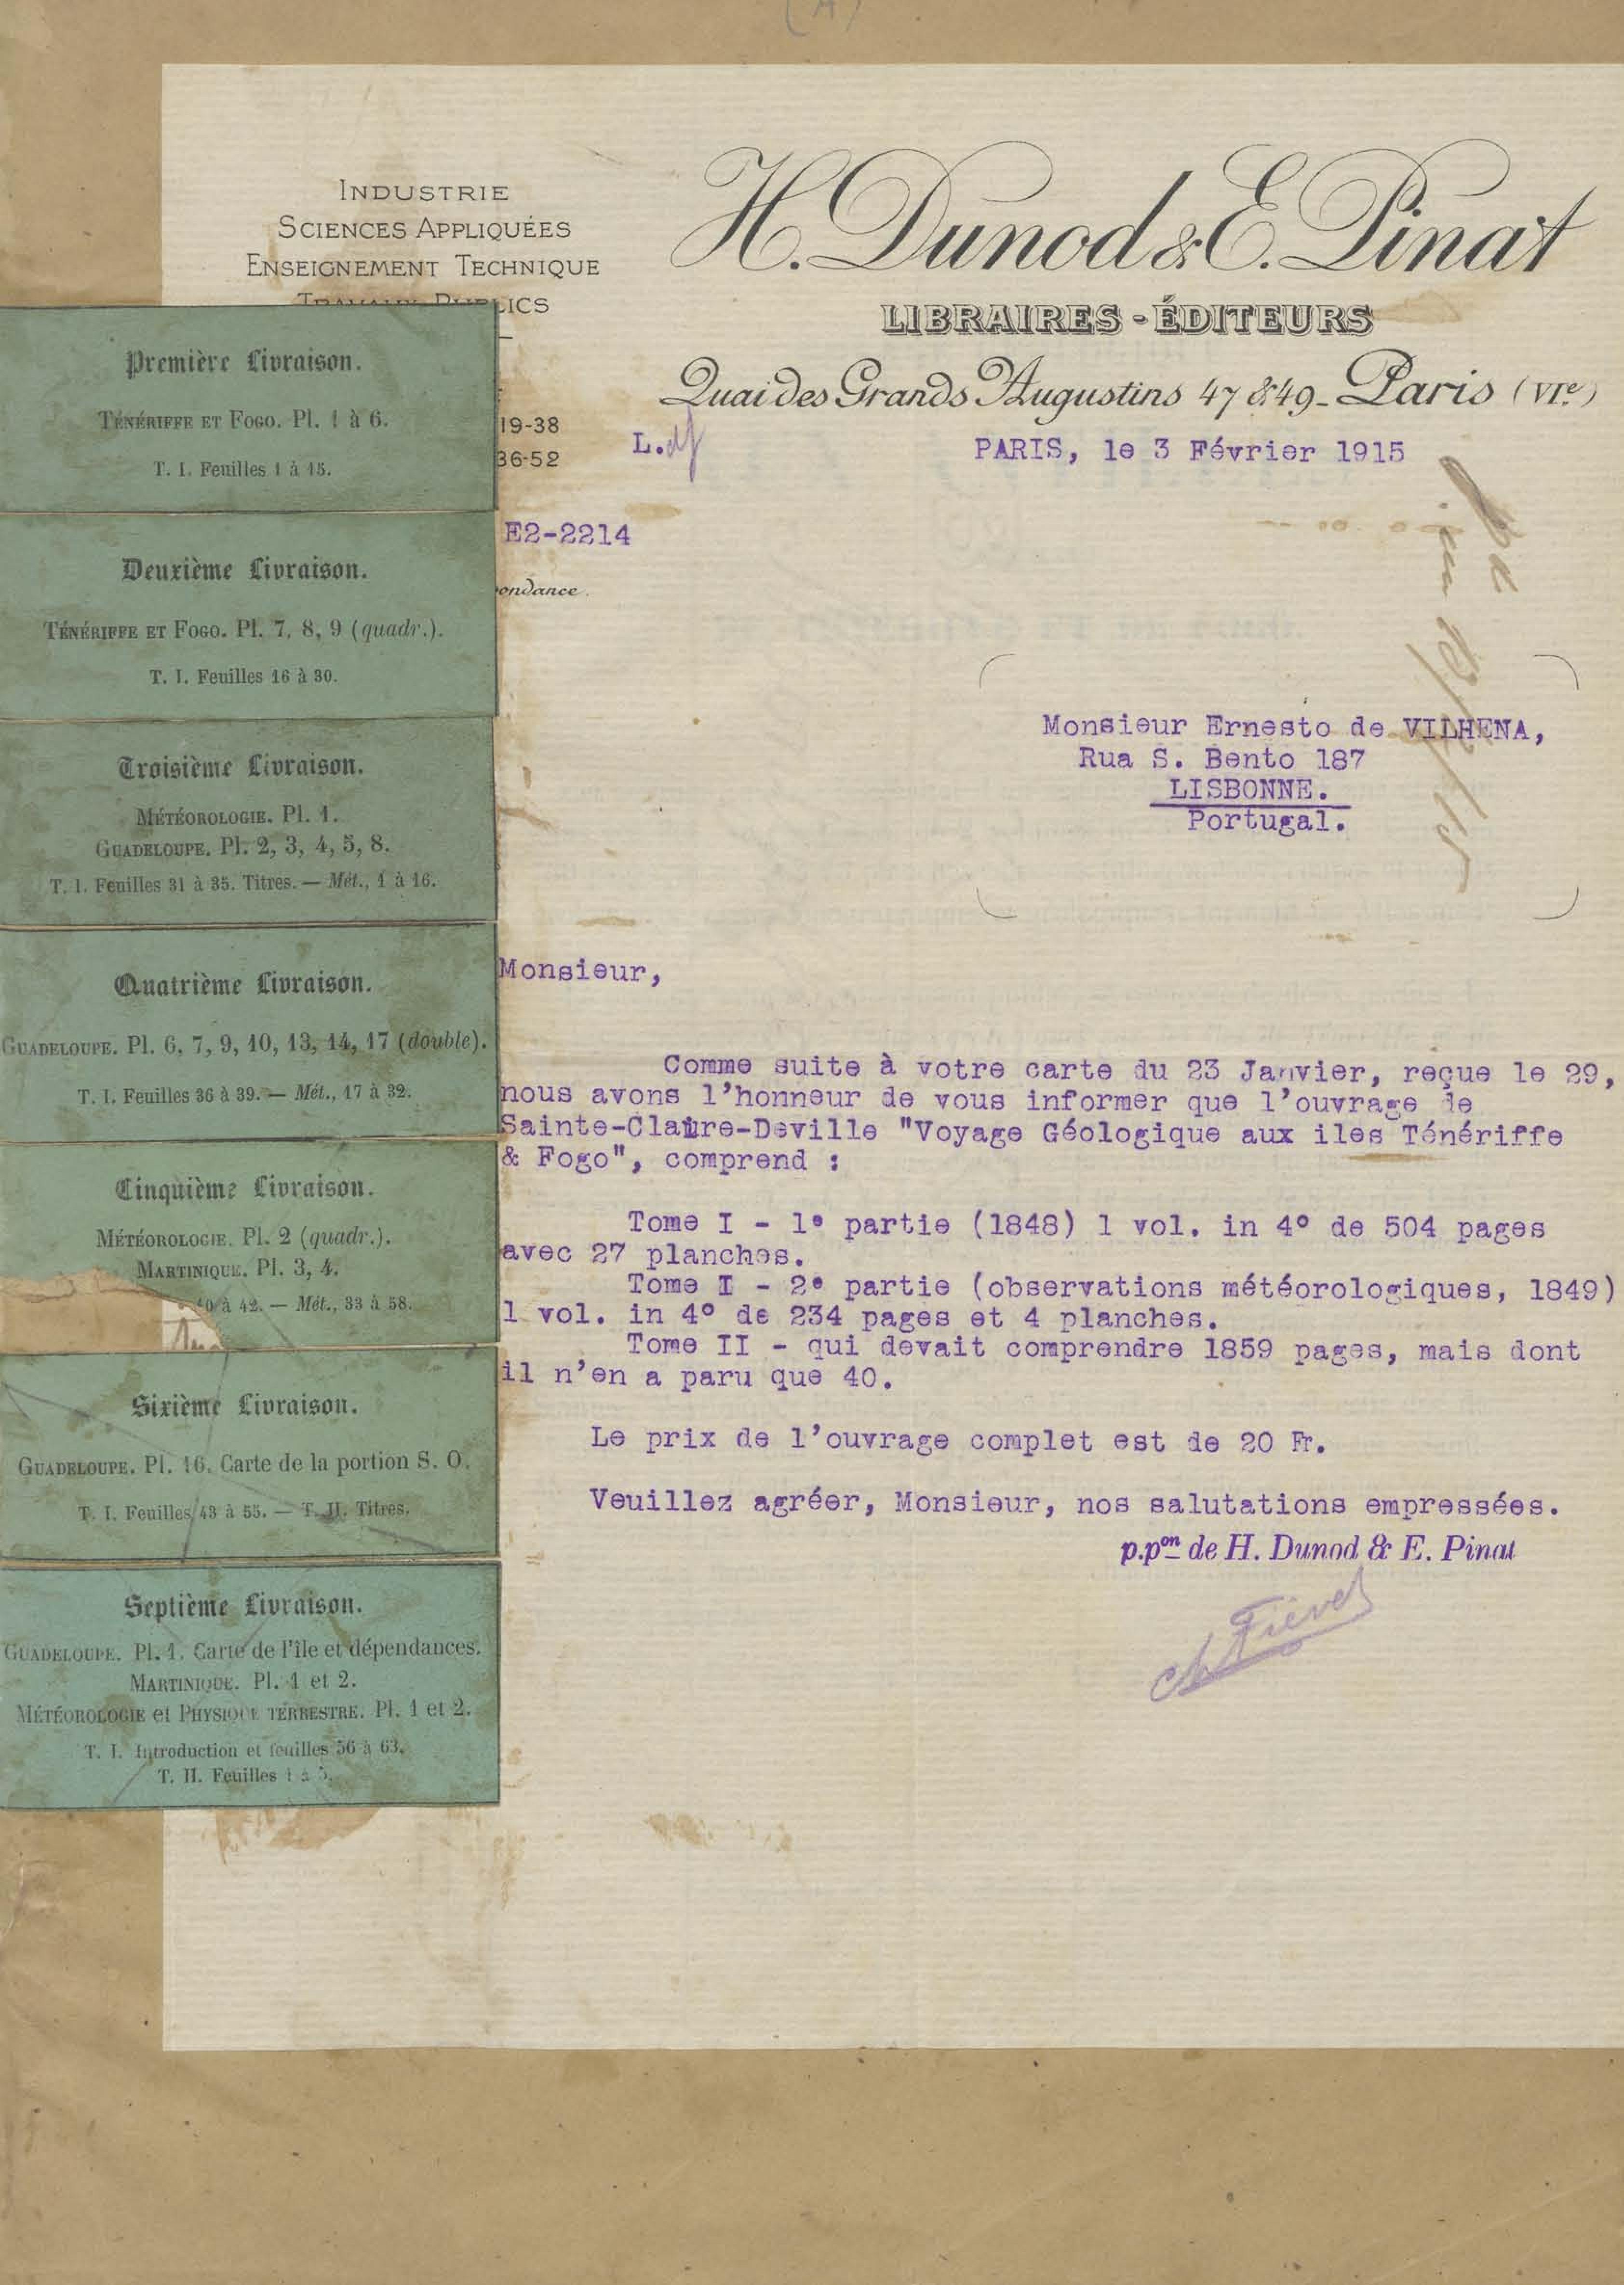 INDUSTRIE
SCIENCES APPLIQUÉES
ENSEIGNEMENT TECHNIQUE
H. Dunod & E. Pinat
LIBRAIRES-ÉDITEURS
Quai des Grands Augustins 47 & 49 - Paris (VIe)
19-38
36-52
L.
PARIS, le 3 Février 1915
E2-2214
ondance.
Monsieur Ernesto de VILHENA,
Rua S. Bento 187
LISBONNE.
Portugal.
Monsieur,
Comme suite à votre carte du 23 Janvier, reçue le 29,
nous avons l'honneur de vous informer que l'ouvrage de
Sainte-Claire-Deville "Voyage Géologique aux iles Ténériffe
& Fogo", comprend :
Tome I - 1e partie (1848) 1 vol. in 4º de 504 pages
avec 27 planches.
Tome I - 2e partie (observations météorologiques, 1849)
1 vol. in 4º de 234 pages et 4 planches.
Tome II - qui devait comprendre 1859 pages, mais dont
il n'en a paru que 40.
Le prix de l'ouvrage complet est de 20 Fr.
Veuillez agréer, Monsieur, nos salutations empressées.
p.pon de H. Dunod & E. Pinat
Première Livraison.
TÉNÉRIFFE ET FOGO. Pl. 1 à 6.
T. I. Feuilles 1 à 15.
Deuxième Livraison.
TÉNÉRIFFE ET FOGO. Pl. 7, 8, 9 (quadr.).
T. I. Feuilles 16 à 30.
Troisième Livraison.
MÉTÉOROLOGIE. Pl. 1.
GUADELOUPE. Pl. 2, 3, 4, 5, 8.
T. I. Feuilles 31 à 35. Titres. — Mét., 1 à 16.
Quatrième Livraison.
GUADELOUPE. Pl. 6, 7, 9, 10, 13, 14, 17 (double).
T. I. Feuilles 36 à 39. — Mét., 17 à 32.
Cinquième Livraison.
MÉTÉOROLOGIE. Pl. 2 (quadr.).
MARTINIQUE. Pl. 3, 4.
40 à 42. — Mét., 33 à 58.
Sixième Livraison.
GUADELOUPE. Pl. 16. Carte de la portion S. O.
T. I. Feuilles 43 à 55. — T. II. Titres.
Septième Livraison.
GUADELOUPE. Pl. 1. Carte de l'île et dépendances.
MARTINIQUE. Pl. 1 et 2.
MÉTÉOROLOGIE et PHYSIQUE TERRESTRE. Pl. 1 et 2.
T. I. Introduction et feuilles 56 à 63.
T. II. Feuilles 1 à 5.